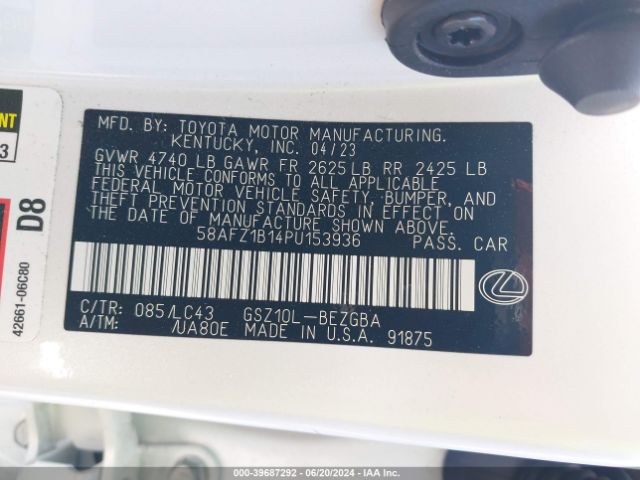 MFD. BY: TOYOTA MOTOR MANUFACTURING.
KENTUCKY, INC. 04/23
GVWR 4740 LB GAWR FR 2625 LB RR 2425 LB
THIS VEHICLE CONFORMS TO ALL APPLICABLE
FEDERAL MOTOR VEHICLE SAFETY, BUMPER, AND
THEFT PREVENTION STANDARDS IN EFFECT ON
THE DATE OF MANUFACTURE SHOWN ABOVE.
58AFZ1B14PU153936 PASS. CAR
C/TR: 085/LC43 GSZ10L-BEZGBA
A/TM: /UA80E MADE IN U.S.A. 91875
3
D8
42661-06C80
000-39687292 - 06/20/2024 - IAA Inc.